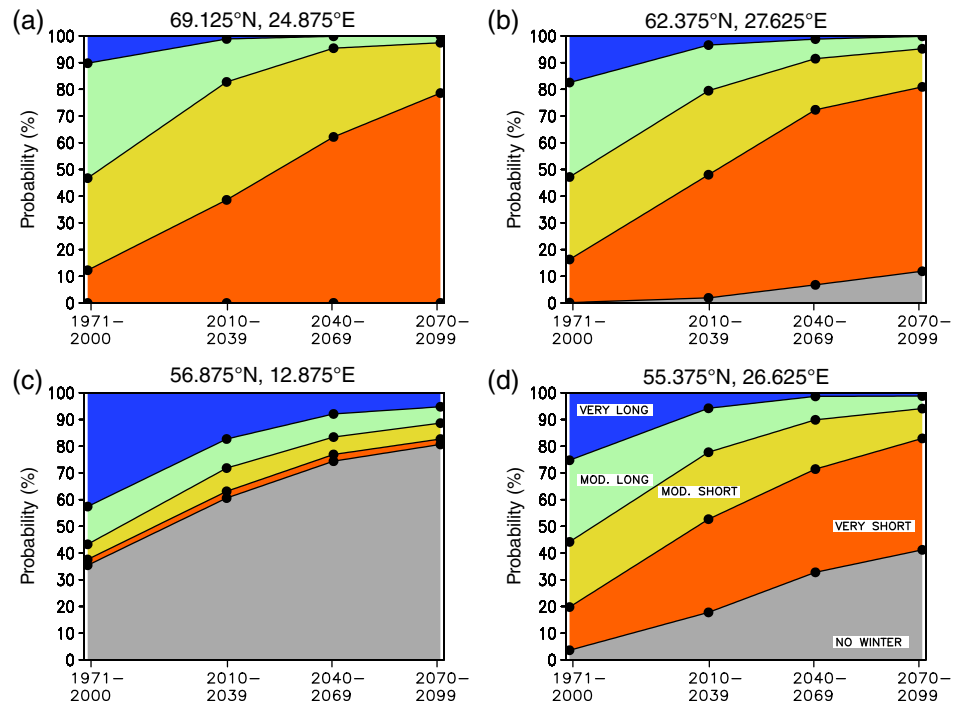 (a) 69.125°N, 24.875°E
Probability (%)
100
90
80
70
60
50
40
30
20
10
0
1971– 2010– 2040– 2070–
2000 2039 2069 2099
(b) 62.375°N, 27.625°E
Probability (%)
100
90
80
70
60
50
40
30
20
10
0
1971– 2010– 2040– 2070–
2000 2039 2069 2099
(c) 56.875°N, 12.875°E
Probability (%)
100
90
80
70
60
50
40
30
20
10
0
1971– 2010– 2040– 2070–
2000 2039 2069 2099
(d) 55.375°N, 26.625°E
Probability (%)
100
90
80
70
60
50
40
30
20
10
0
VERY LONG
MOD. LONG
MOD. SHORT
VERY SHORT
NO WINTER
1971– 2010– 2040– 2070–
2000 2039 2069 2099